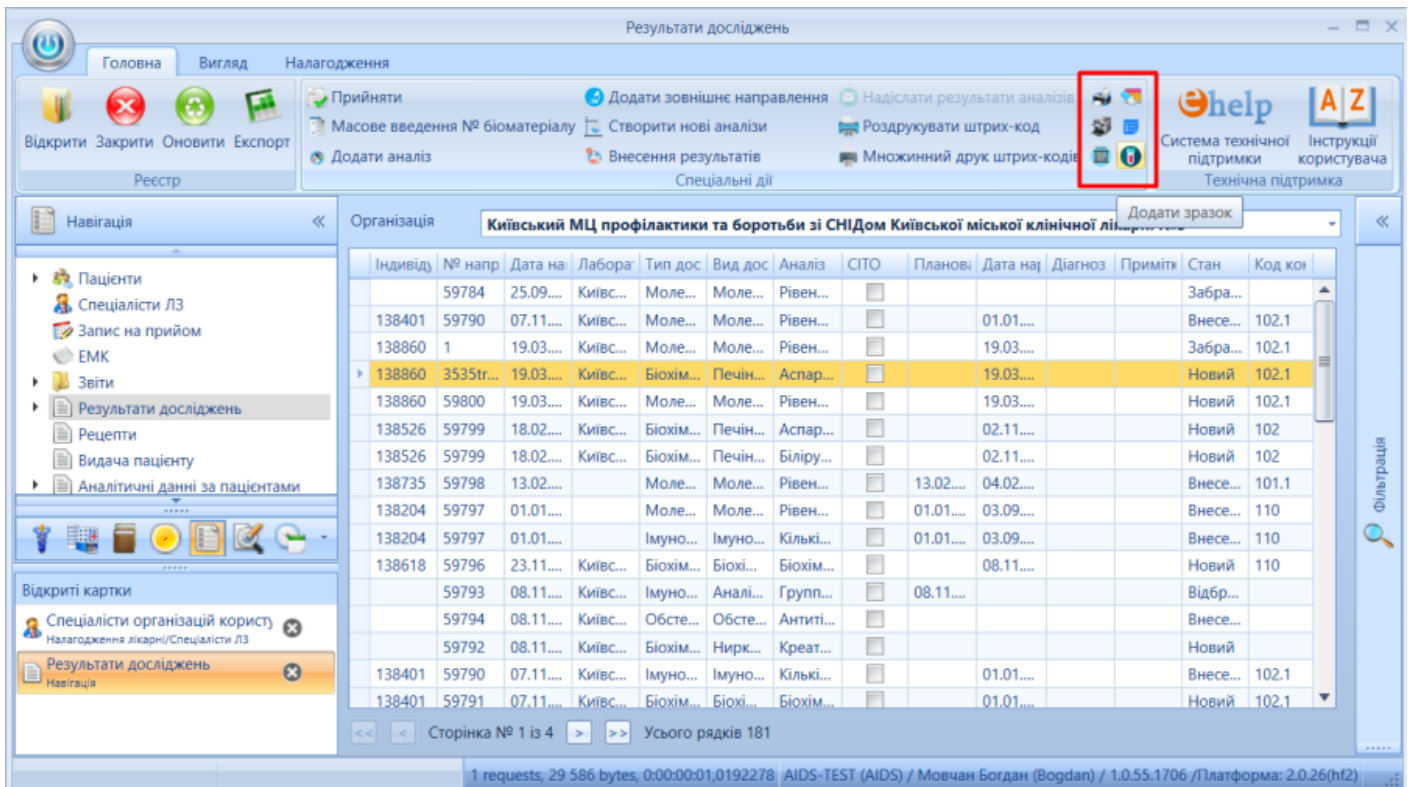 Результати досліджень
Головна Вигляд Налагодження
Прийняти Додати зовнішнє направлення Надіслати результати аналізів
Масове введення № біоматеріалу Створити нові аналізи Роздрукувати штрих-код
Додати аналіз Внесення результатів Множинний друк штрих-кодів
Відкрити Закрити Оновити Експорт
Реєстр Спеціальні дії
ehelp A Z
Система технічної підтримки Інструкції користувача
Технічна підтримка
Додати зразок
Навігація
Пацієнти
Спеціалісти ЛЗ
Запис на прийом
ЕМК
Звіти
Результати досліджень
Рецепти
Видача пацієнту
Аналітичні данні за пацієнтами
Відкриті картки
Спеціалісти організацій користу
Налагодження лікарні/Спеціалісти ЛЗ
Результати досліджень
Навігація
Організація Київський МЦ профілактики та боротьби зі СНІДом Київської міської клінічної
Індивіду № напр Дата на Лабора Тип дос Вид дос Аналіз CITO Планова Дата нар Діагноз Примітк Стан Код кон
59784 25.09.... Київс... Моле... Моле... Рівен... Забра...
138401 59790 07.11.... Київс... Моле... Моле... Рівен... 01.01.... Внесе... 102.1
138860 1 19.03.... Київс... Моле... Моле... Рівен... 19.03.... Забра... 102.1
138860 3535tr... 19.03.... Київс... Біохім... Печін... Аспар... 19.03.... Новий 102.1
138860 59800 19.03.... Київс... Моле... Моле... Рівен... 19.03.... Новий 102.1
138526 59799 18.02.... Київс... Біохім... Печін... Аспар... 02.11.... Новий 102
138526 59799 18.02.... Київс... Біохім... Печін... Біліру... 02.11.... Новий 102
138735 59798 13.02.... Моле... Моле... Рівен... 13.02.... 04.02.... Внесе... 101.1
138204 59797 01.01.... Моле... Моле... Рівен... 01.01.... 03.09.... Внесе... 110
138204 59797 01.01.... Імуно... Імуно... Кількі... 01.01.... 03.09.... Внесе... 110
138618 59796 23.11.... Київс... Біохім... Біохі... Біохім... 08.11.... Новий 110
59793 08.11.... Київс... Імуно... Аналі... Групп... 08.11.... Відбр...
59794 08.11.... Київс... Обсте... Обсте... Антиті... Внесе...
59792 08.11.... Київс... Біохім... Нирк... Креат... Новий
138401 59790 07.11.... Київс... Імуно... Імуно... Кількі... 01.01.... Внесе... 102.1
138401 59791 07.11.... Київс... Біохім... Біохі... Біохім... 01.01.... Новий 102.1
<< < Сторінка № 1 із 4 > >> Усього рядків 181
Фільтрація
1 requests, 29 586 bytes, 0:00:00:01,0192278 AIDS-TEST (AIDS) / Мовчан Богдан (Bogdan) / 1.0.55.1706 /Платформа: 2.0.26(hf2)